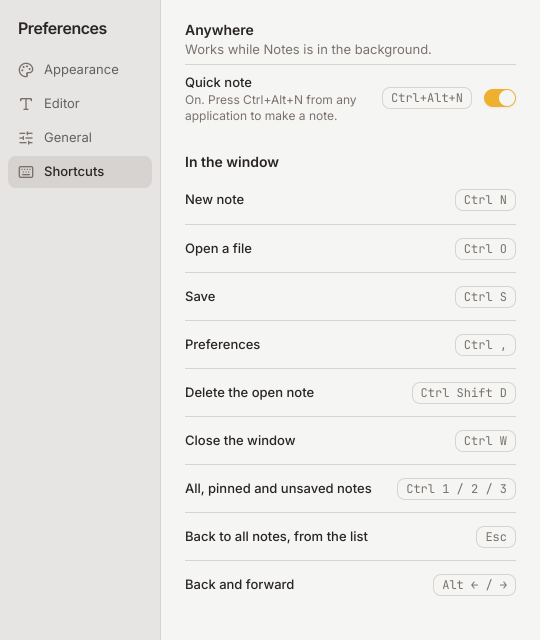 Preferences
Appearance
Editor
General
Shortcuts
Anywhere
Works while Notes is in the background.
Quick note
On. Press Ctrl+Alt+N from any
application to make a note.
Ctrl+Alt+N
In the window
New note
Ctrl N
Open a file
Ctrl O
Save
Ctrl S
Preferences
Ctrl ,
Delete the open note
Ctrl Shift D
Close the window
Ctrl W
All, pinned and unsaved notes
Ctrl 1 / 2 / 3
Back to all notes, from the list
Esc
Back and forward
Alt ← / →